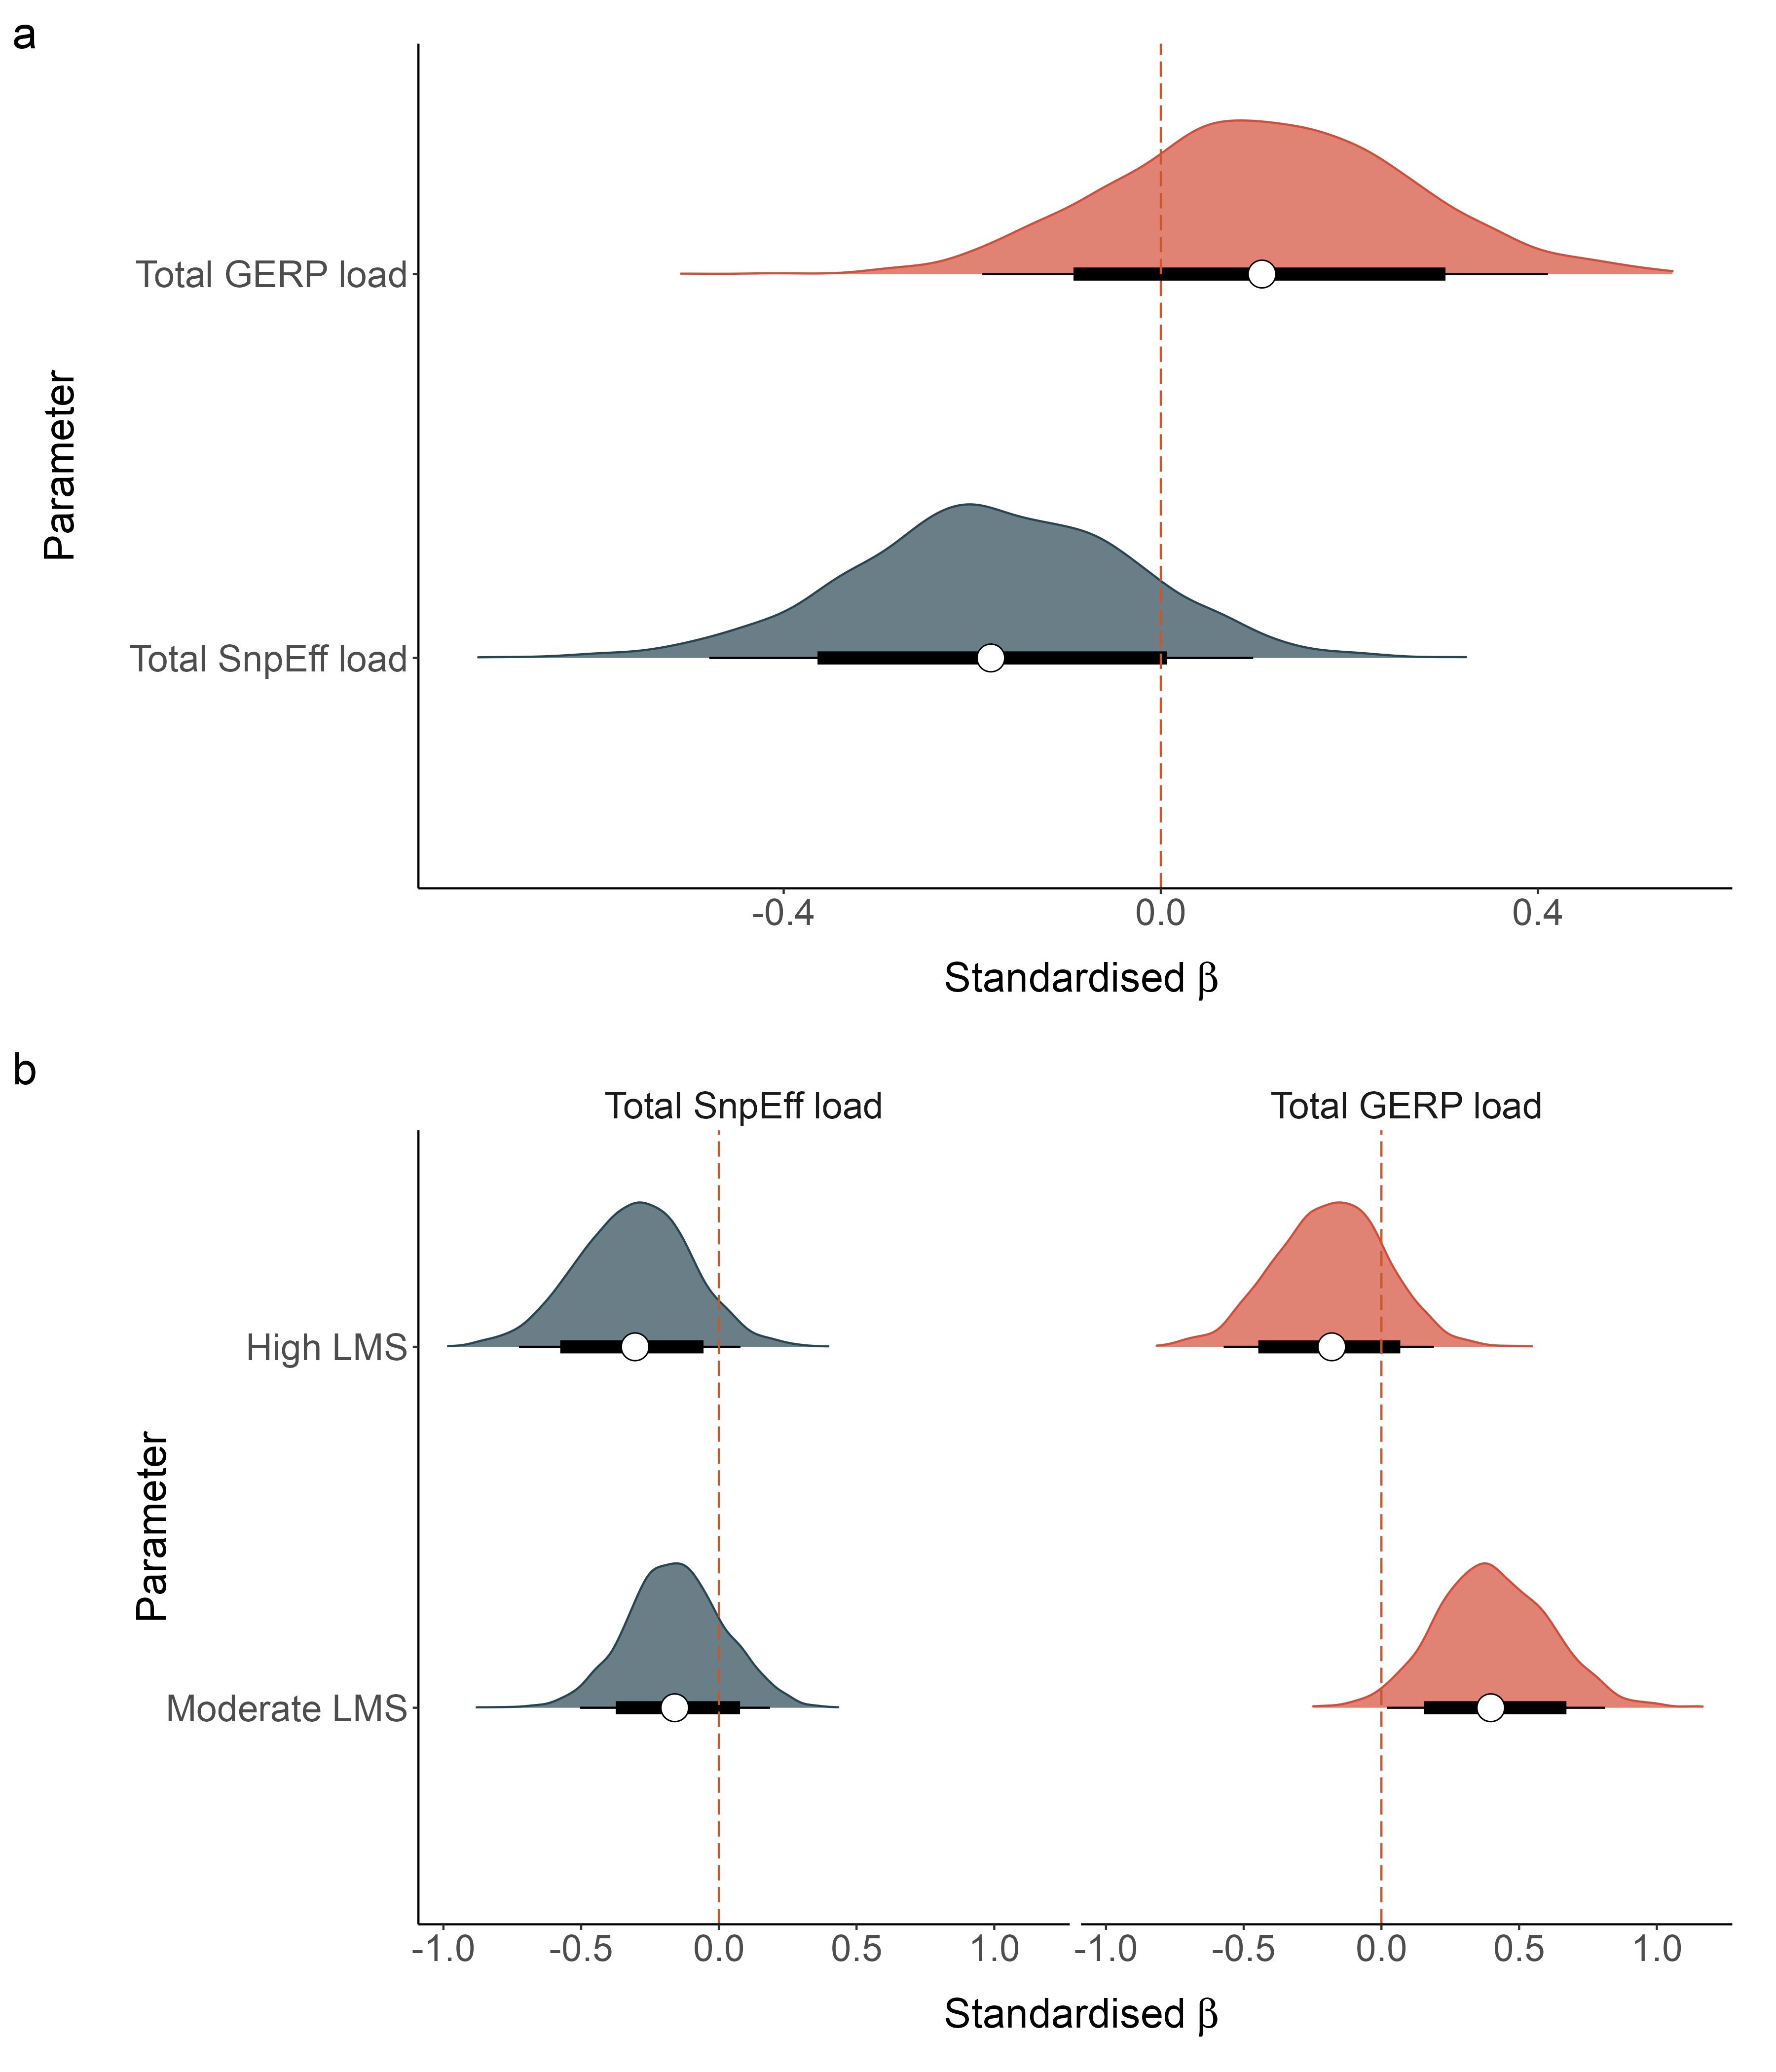 a
Parameter
Total GERP load
Total SnpEff load
-0.4 0.0 0.4
Standardised β
b
Total SnpEff load Total GERP load
Parameter
High LMS
Moderate LMS
-1.0 -0.5 0.0 0.5 1.0 -1.0 -0.5 0.0 0.5 1.0
Standardised β